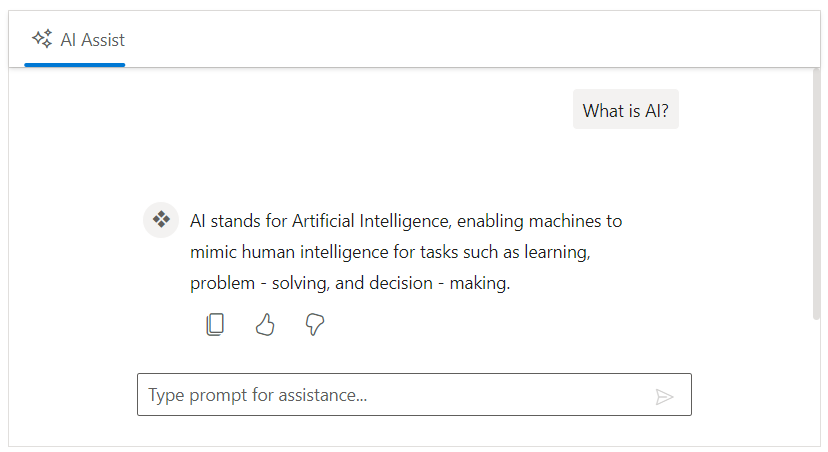 AI Assist
What is AI?
AI stands for Artificial Intelligence, enabling machines to
mimic human intelligence for tasks such as learning,
problem - solving, and decision - making.
Type prompt for assistance...